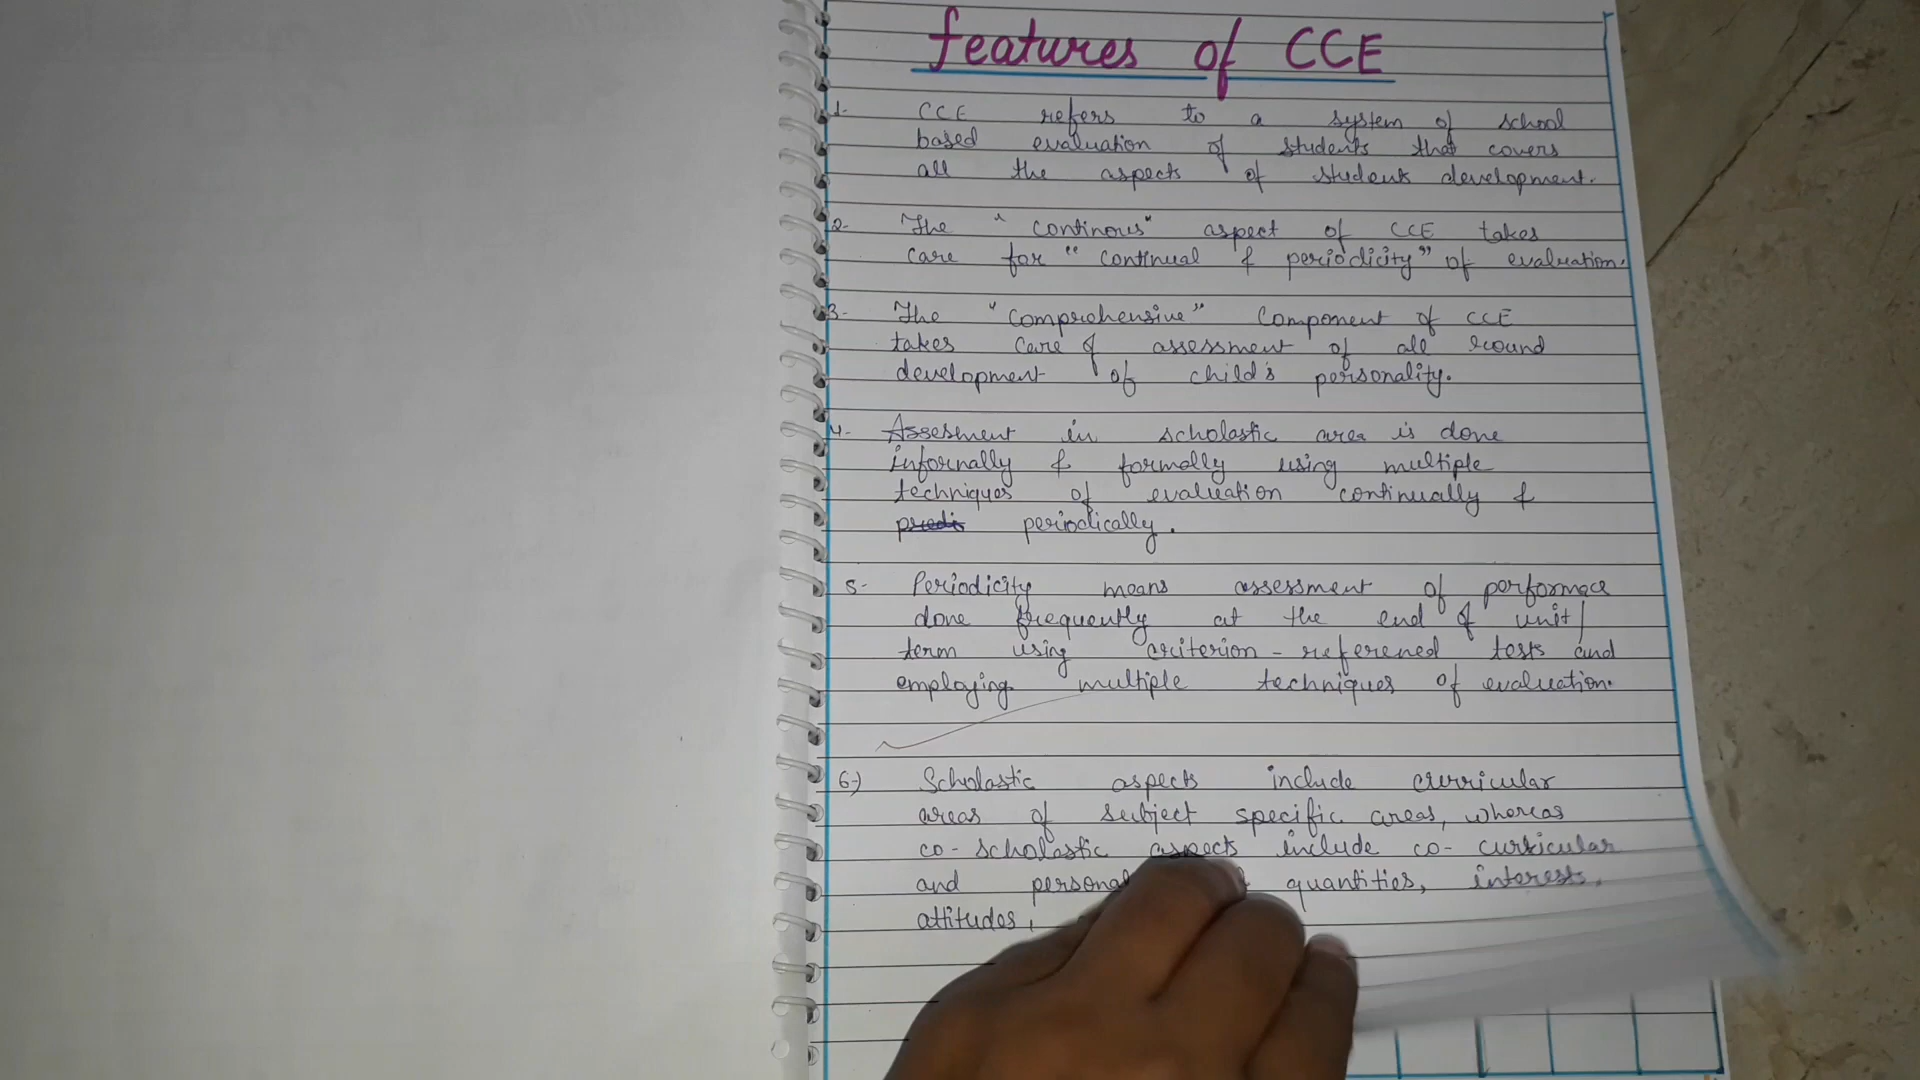 features of CCE
1- CCE refers to a system of school
based evaluation of students that covers
all the aspects of students development.
2- The "continous" aspect of CCE takes
care for "continual & periodicity" of evaluation.
3- The "comprehensive" component of CCE
takes care of assessment of all round
development of child's personality.
4- Assesment in scholastic area is done
informally & formally using multiple
techniques of evaluation continually &
periodically.
5- Periodicity means assessment of performace
done frequently at the end of unit/
term using criterion-referened tests and
employing multiple techniques of evaluation.
6-) Scholastic aspects include curricular
areas of subject specific areas, whereas
co-scholastic aspects include co-curricular
and personal quantities, interests,
attitudes,